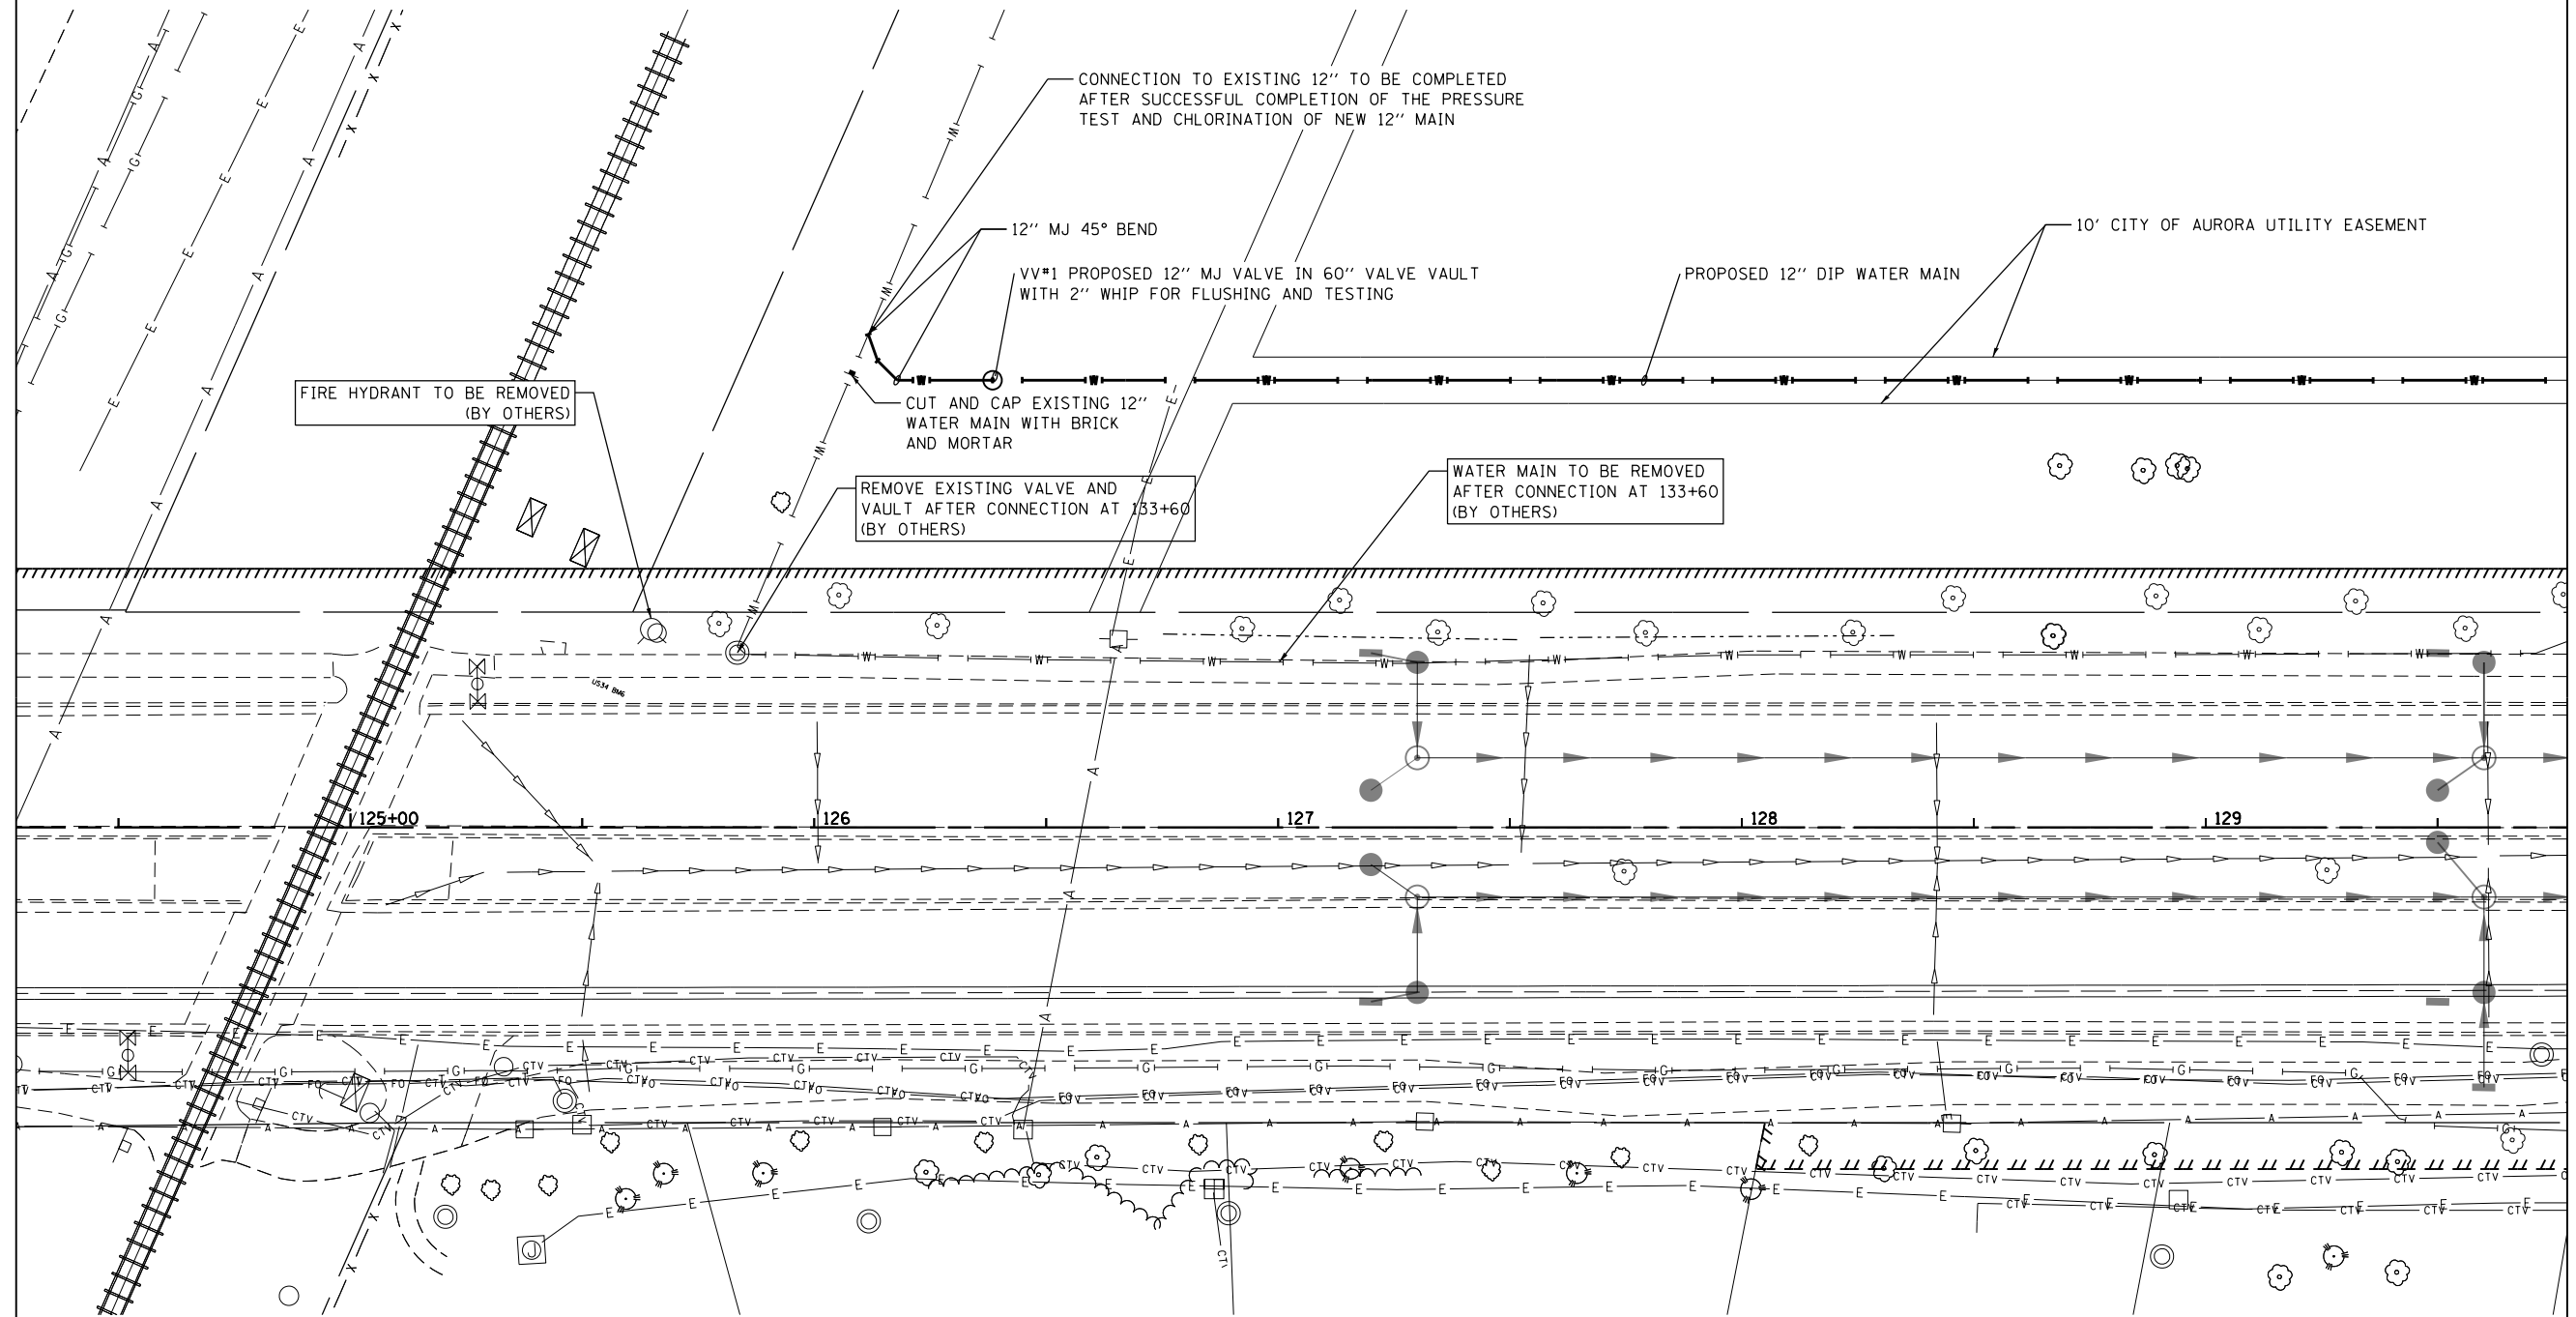 CONNECTION TO EXISTING 12'' TO BE COMPLETED
AFTER SUCCESSFUL COMPLETION OF THE PRESSURE
TEST AND CHLORINATION OF NEW 12'' MAIN
12'' MJ 45° BEND
10' CITY OF AURORA UTILITY EASEMENT
VV#1 PROPOSED 12'' MJ VALVE IN 60'' VALVE VAULT
WITH 2'' WHIP FOR FLUSHING AND TESTING
PROPOSED 12'' DIP WATER MAIN
FIRE HYDRANT TO BE REMOVED
(BY OTHERS)
CUT AND CAP EXISTING 12''
WATER MAIN WITH BRICK
AND MORTAR
REMOVE EXISTING VALVE AND
VAULT AFTER CONNECTION AT 133+60
(BY OTHERS)
WATER MAIN TO BE REMOVED
AFTER CONNECTION AT 133+60
(BY OTHERS)
US34 BM6
125+00
126
127
128
129